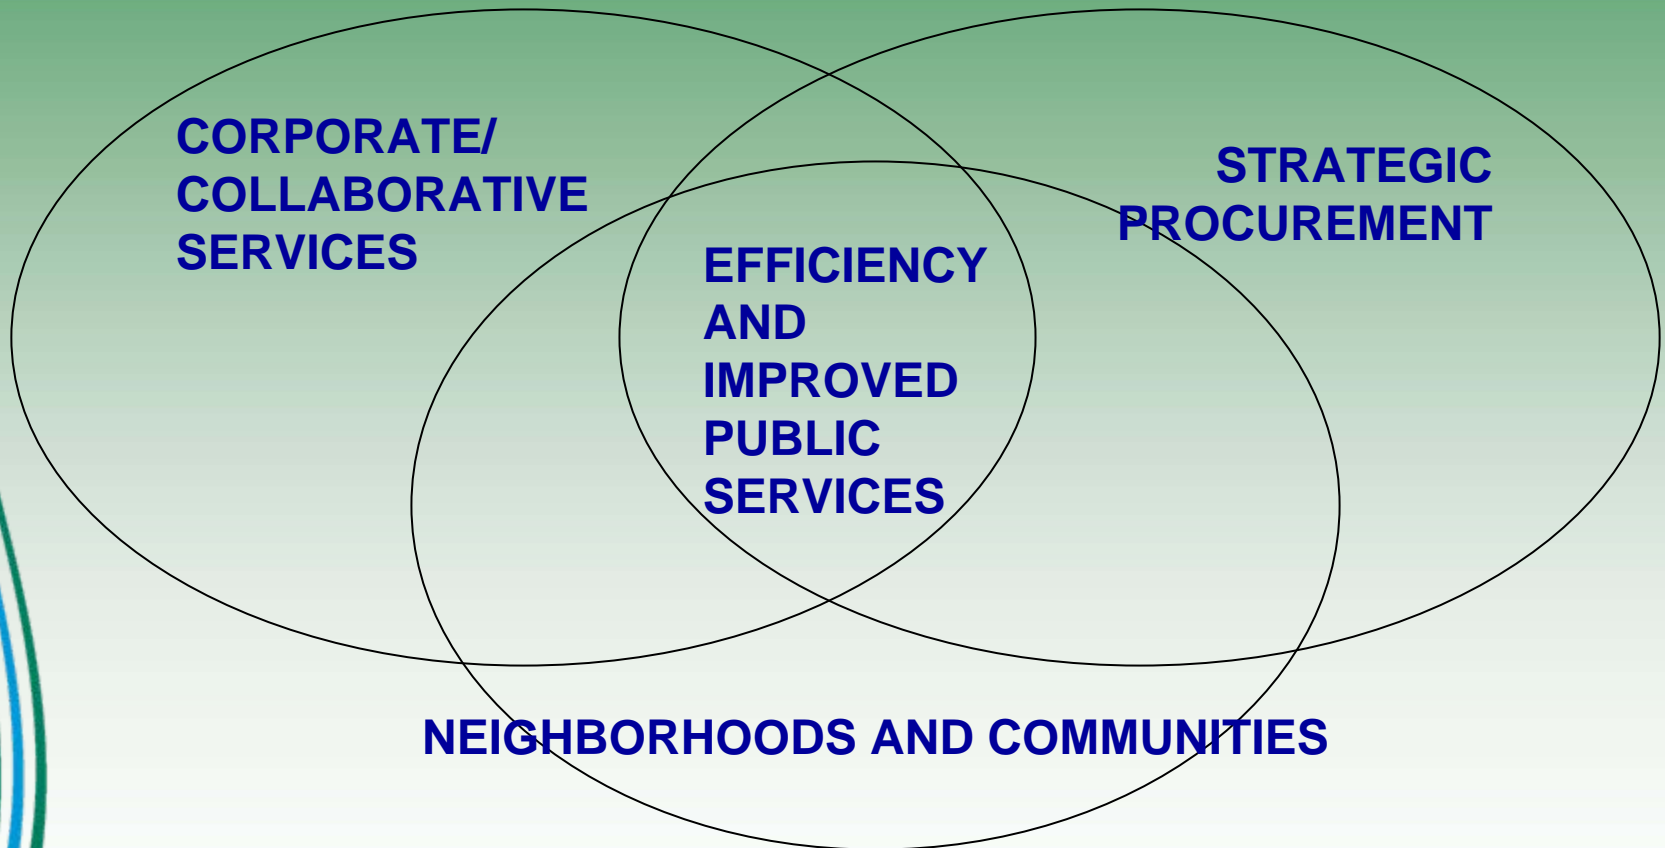 CORPORATE/
COLLABORATIVE
SERVICES
STRATEGIC
PROCUREMENT
EFFICIENCY
AND
IMPROVED
PUBLIC
SERVICES
NEIGHBORHOODS AND COMMUNITIES